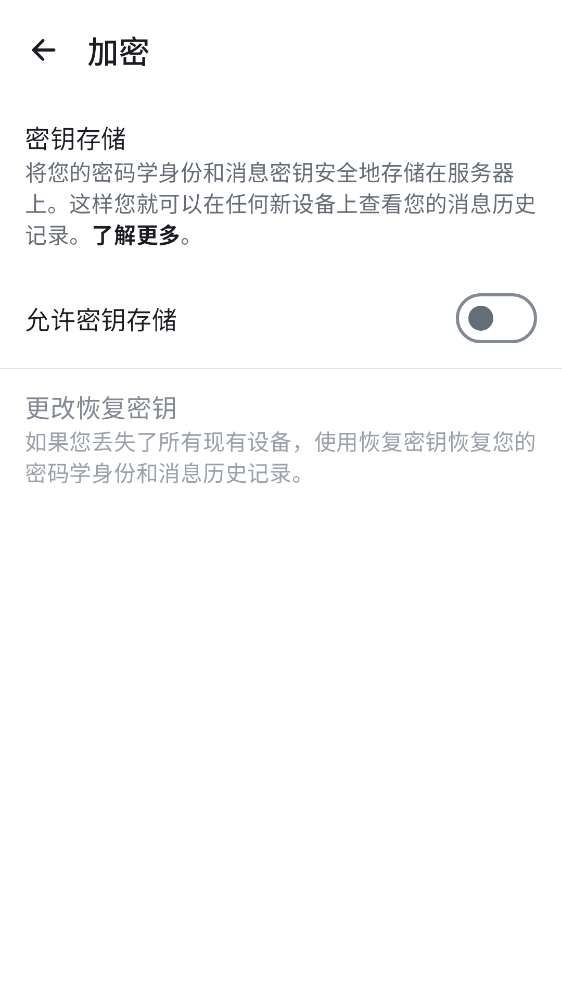 加密
密钥存储
将您的密码学身份和消息密钥安全地存储在服务器
上。这样您就可以在任何新设备上查看您的消息历史
记录。了解更多。
允许密钥存储
更改恢复密钥
如果您丢失了所有现有设备，使用恢复密钥恢复您的
密码学身份和消息历史记录。